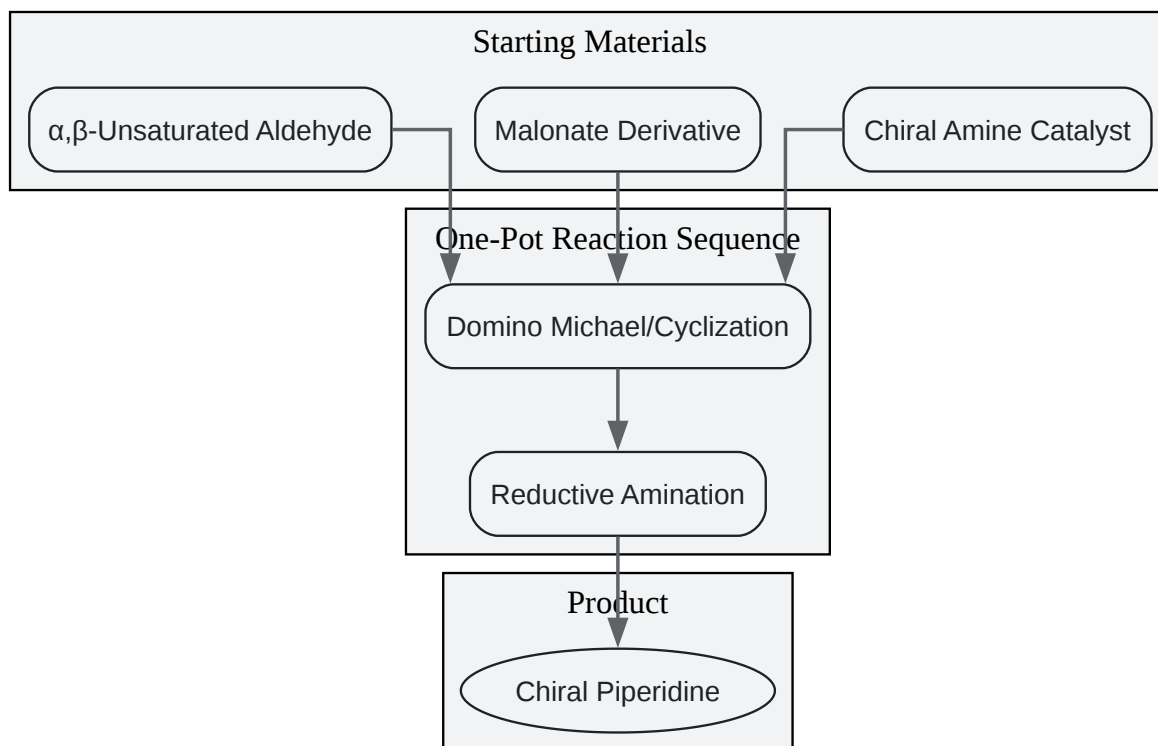 Starting Materials
α,β-Unsaturated Aldehyde
Malonate Derivative
Chiral Amine Catalyst
One-Pot Reaction Sequence
Domino Michael/Cyclization
Reductive Amination
Product
Chiral Piperidine